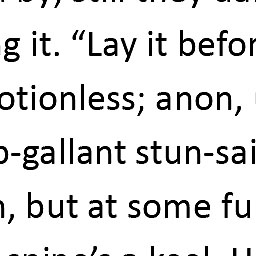 g it. “Lay it befor
otionless; anon,
-gallant stun-sai
, but at some fu